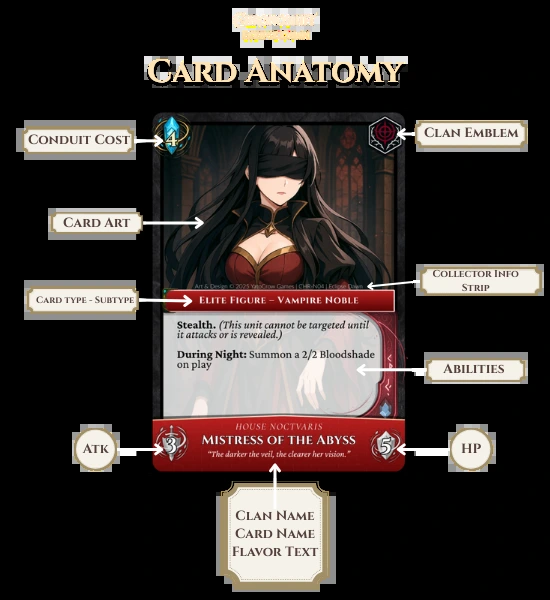 CARD ANATOMY
CONDUIT COST
4
CLAN EMBLEM
CARD ART
Art & Design © 2025
COLLECTOR INFO
STRIP
CARD TYPE - SUBTYPE
ELITE FIGURE – VAMPIRE NOBLE
Stealth. (This unit cannot be targeted until
it attacks or is revealed.)
During Night: Summon a 2/2 Bloodshade
on play
ABILITIES
HOUSE NOCTVARIS
ATK
3
MISTRESS OF THE ABYSS
5
HP
"The darker the veil, the clearer her vision."
CLAN NAME
CARD NAME
FLAVOR TEXT